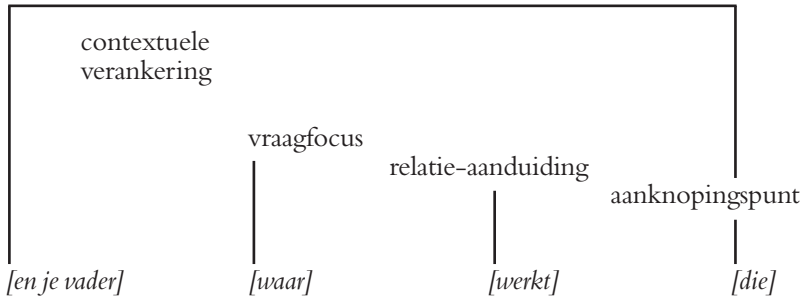 contextuele
verankering
vraagfocus
relatie-aanduiding
aanknopingspunt
[en je vader] [waar] [werkt] [die]